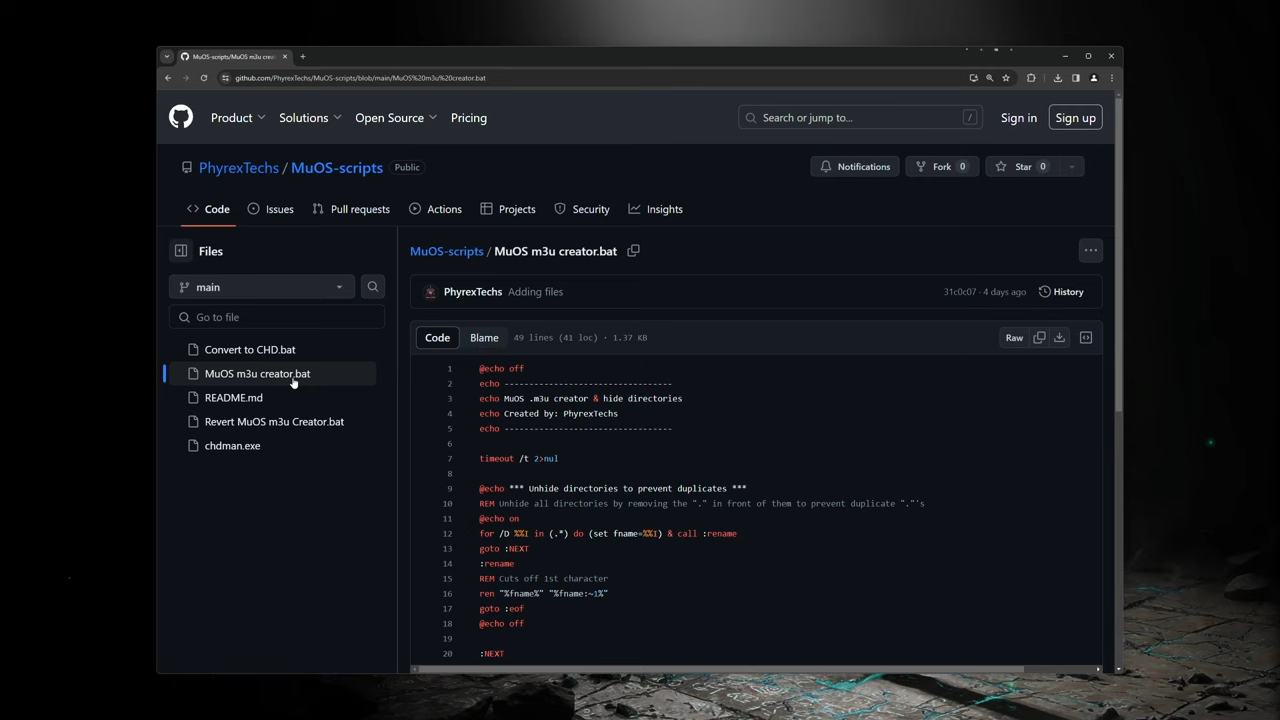 MuOS-scripts/MuOS m3u crea
github.com/PhyrexTechs/MuOS-scripts/blob/main/MuOS%20m3u%20creator.bat
Product Solutions Open Source Pricing
Search or jump to... /
Sign in Sign up
PhyrexTechs / MuOS-scripts Public
Notifications Fork 0 Star 0
Code Issues Pull requests Actions Projects Security Insights
Files
main
Go to file
Convert to CHD.bat
MuOS m3u creator.bat
README.md
Revert MuOS m3u Creator.bat
chdman.exe
MuOS-scripts / MuOS m3u creator.bat
PhyrexTechs Adding files
31c0c07 · 4 days ago History
Code Blame 49 lines (41 loc) · 1.37 KB Raw
1 @echo off
2 echo -------------------------------
3 echo MuOS .m3u creator & hide directories
4 echo Created by: PhyrexTechs
5 echo -------------------------------
6
7 timeout /t 2>nul
8
9 @echo *** Unhide directories to prevent duplicates ***
10 REM Unhide all directories by removing the "." in front of them to prevent duplicate "."'s
11 @echo on
12 for /D %%I in (.*) do (set fname=%%I) & call :rename
13 goto :NEXT
14 :rename
15 REM Cuts off 1st character
16 ren "%fname%" "%fname:~1%"
17 goto :eof
18 @echo off
19
20 :NEXT